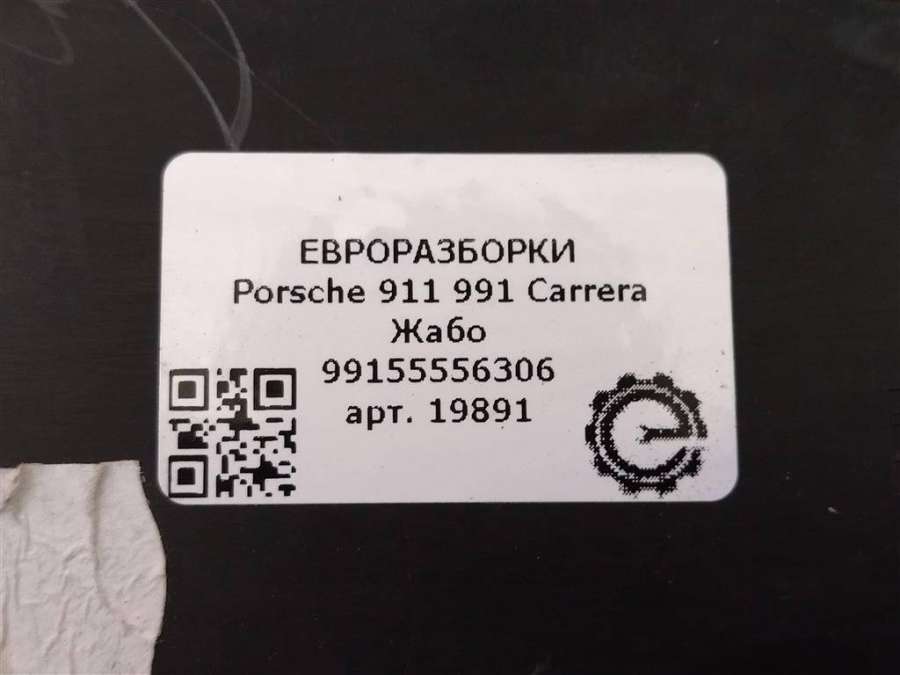 ЕВРОРАЗБОРКИ
Porsche 911 991 Carrera
Жабо
99155556306
арт. 19891